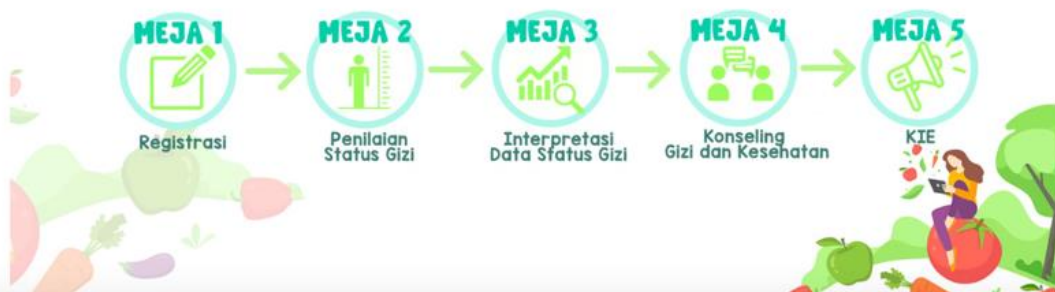 MEJA 1
MEJA 2
MEJA 3
MEJA 4
MEJA 5
Registrasi
Penilaian
Status Gizi
Interpretasi
Data Status Gizi
Konseling
Gizi dan Kesehatan
KIE